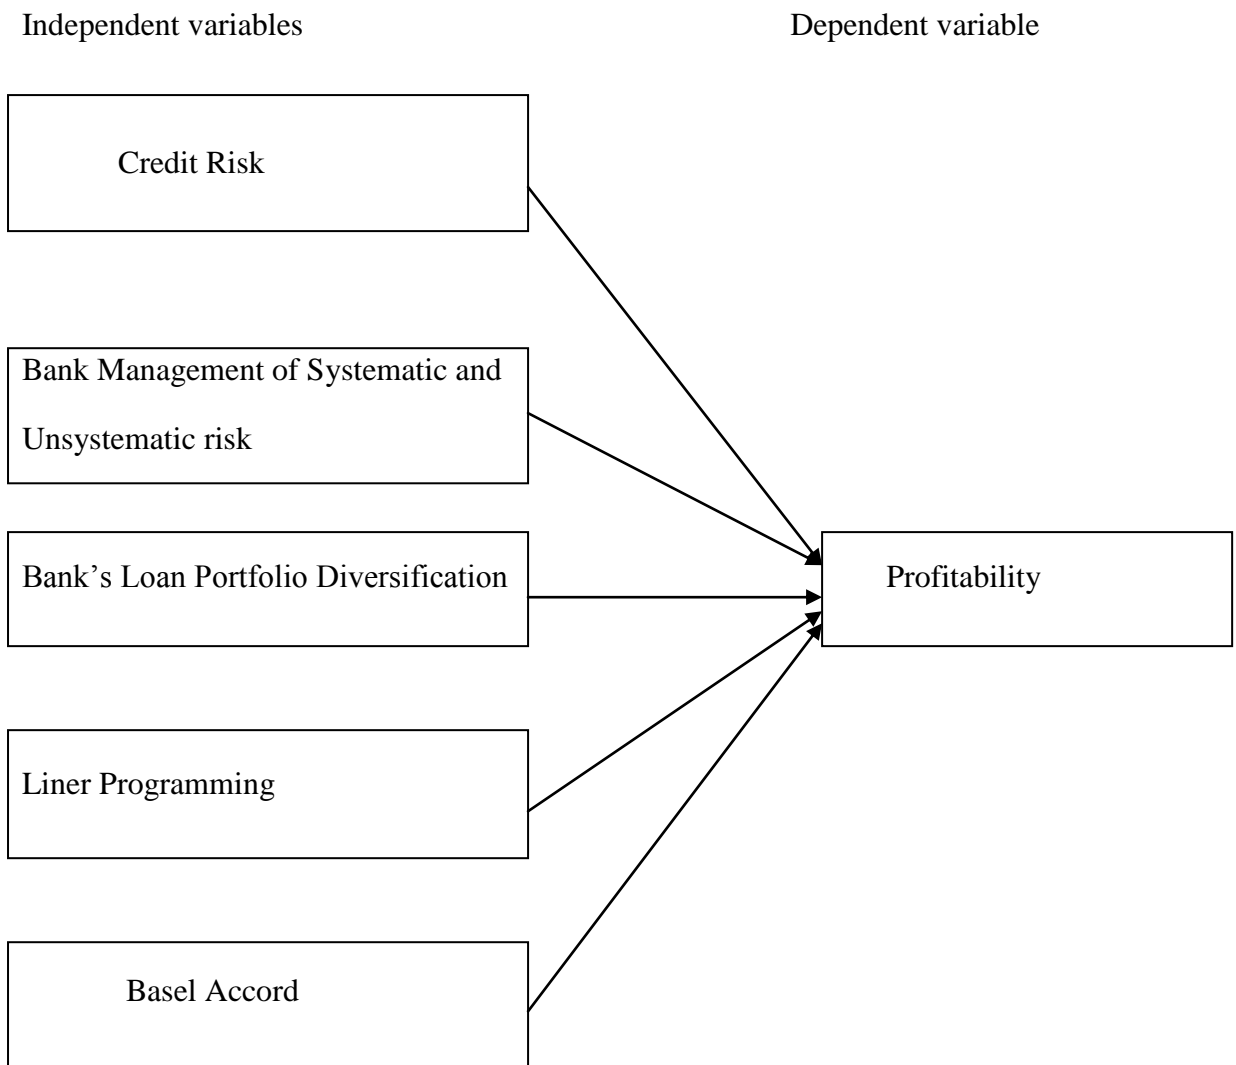 Independent variables
Dependent variable
Credit Risk
Bank Management of Systematic and
Unsystematic risk
Bank’s Loan Portfolio Diversification
Profitability
Liner Programming
Basel Accord